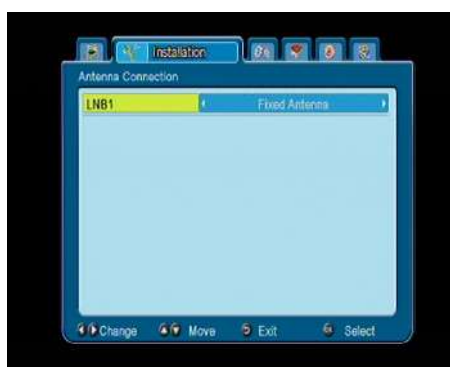 Installation
Antenna Connection
LNB1 Fixed Antenna
Change Move Exit Select